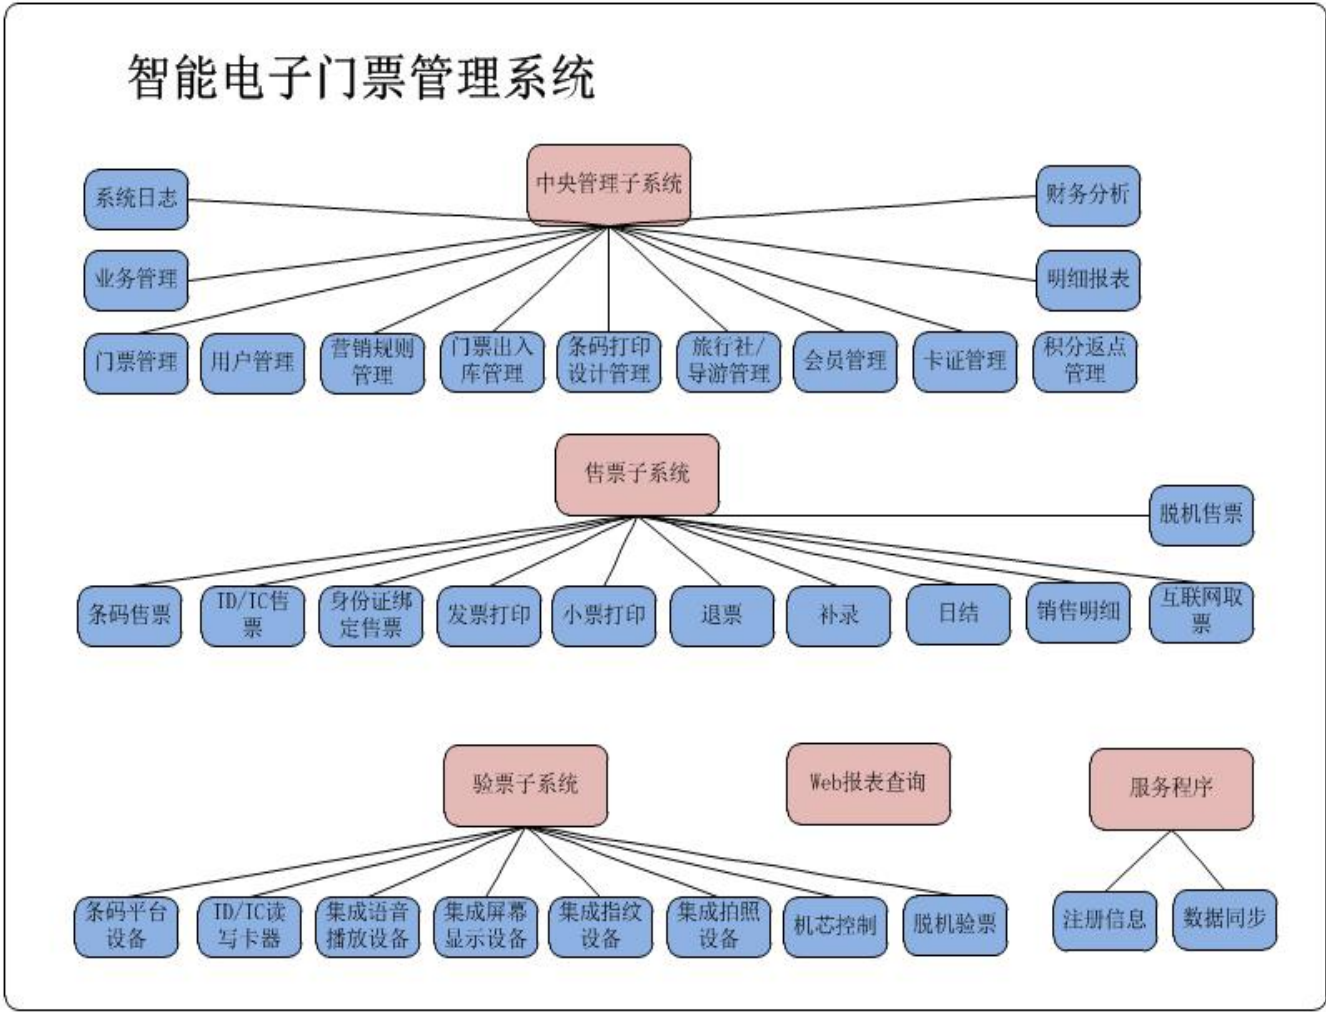 智能电子门票管理系统
中央管理子系统
系统日志
财务分析
业务管理
明细报表
门票管理
用户管理
营销规则
管理
门票出入
库管理
条码打印
设计管理
旅行社/
导游管理
会员管理
卡证管理
积分返点
管理
售票子系统
脱机售票
条码售票
ID/IC售
票
身份证绑
定售票
发票打印
小票打印
退票
补录
日结
销售明细
互联网取
票
验票子系统
Web报表查询
服务程序
条码平台
设备
ID/IC读
写卡器
集成语音
播放设备
集成屏幕
显示设备
集成指纹
设备
集成拍照
设备
机芯控制
脱机验票
注册信息
数据同步